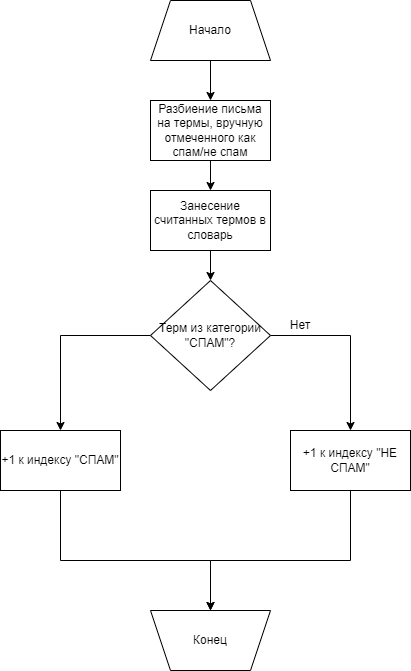 Начало
Разбиение письма
на термы, вручную
отмеченного как
спам/не спам
Занесение
считанных термов в
словарь
Терм из категории
"СПАМ"?
Нет
+1 к индексу "СПАМ"
+1 к индексу "НЕ
СПАМ"
Конец